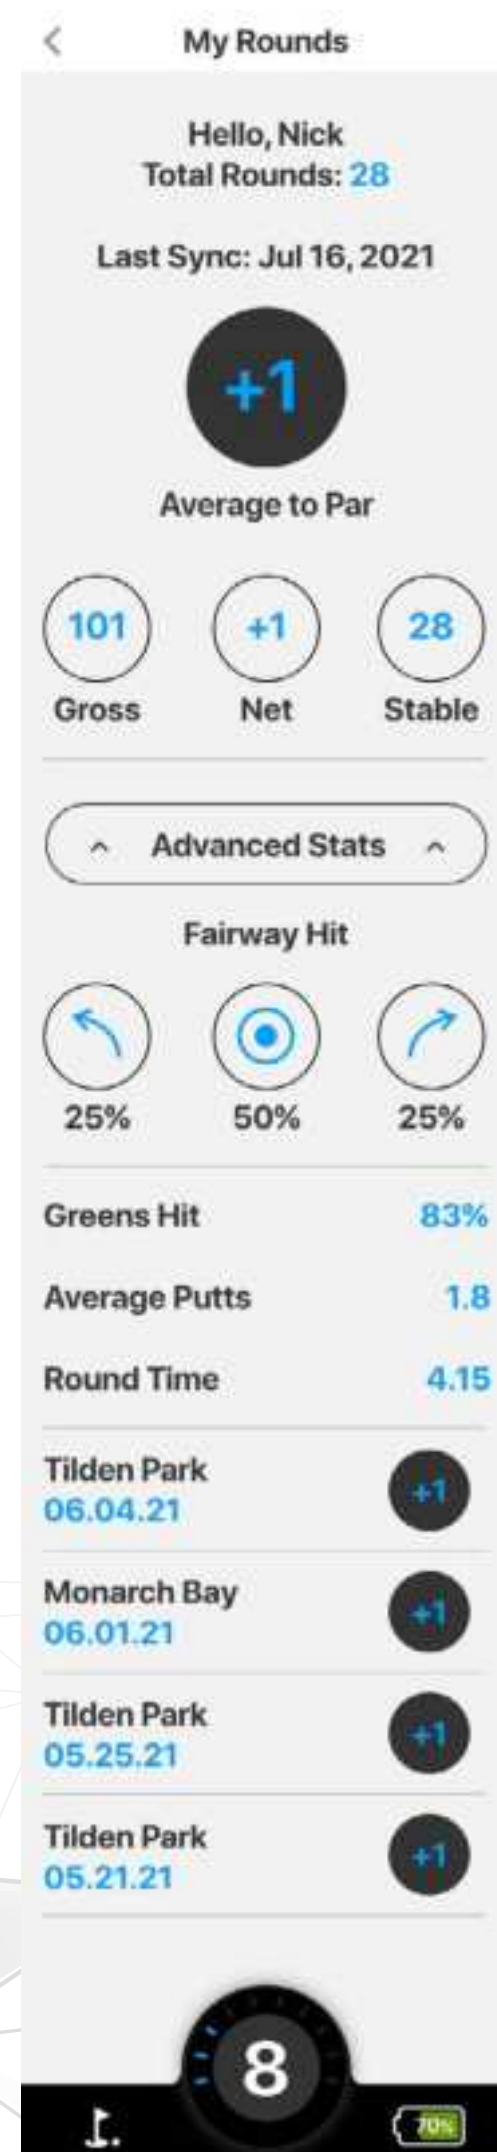 My Rounds
Hello, Nick
Total Rounds: 28
Last Sync: Jul 16, 2021
+1
Average to Par
101 +1 28
Gross Net Stable
Advanced Stats
Fairway Hit
25% 50% 25%
Greens Hit 83%
Average Putts 1.8
Round Time 4.15
Tilden Park
06.04.21 +1
Monarch Bay
06.01.21 +1
Tilden Park
05.25.21 +1
Tilden Park
05.21.21 +1
8
70%